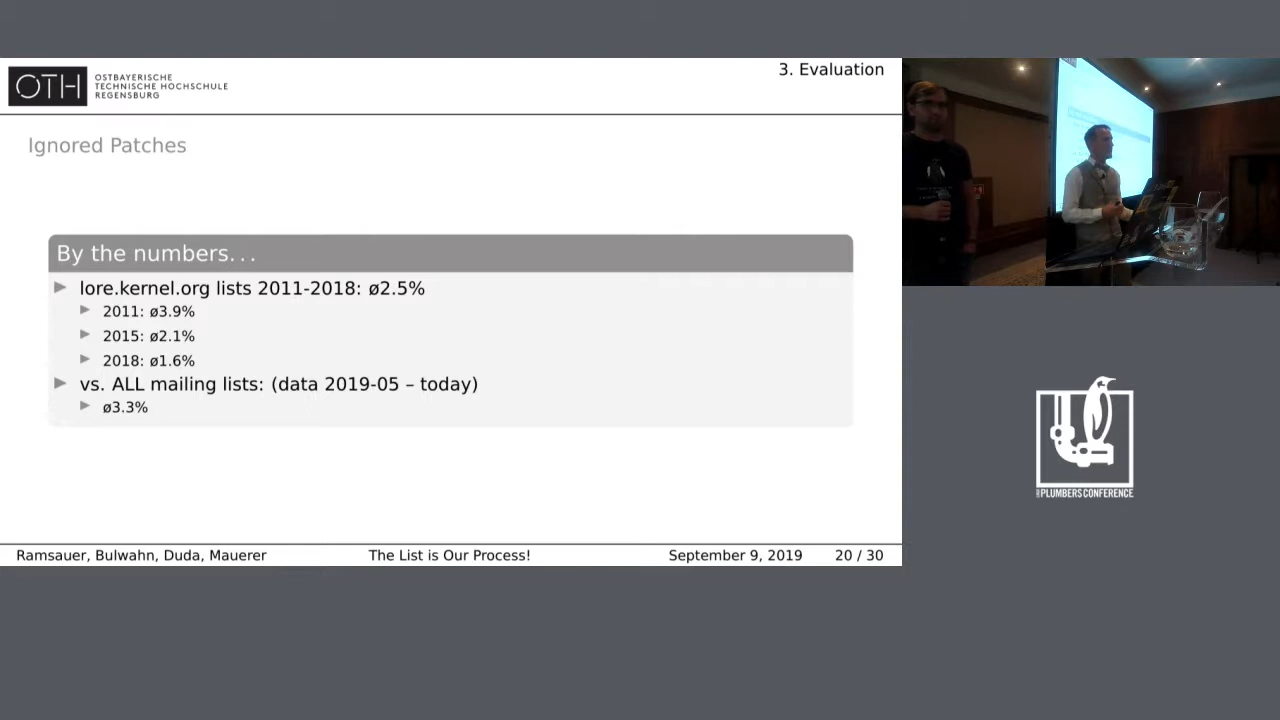 OTH
OSTBAYERISCHE
TECHNISCHE HOCHSCHULE
REGENSBURG
3. Evaluation
Ignored Patches
By the numbers...
lore.kernel.org lists 2011-2018: ø2.5%
2011: ø3.9%
2015: ø2.1%
2018: ø1.6%
vs. ALL mailing lists: (data 2019-05 – today)
ø3.3%
Ramsauer, Bulwahn, Duda, Mauerer
The List is Our Process!
September 9, 2019
20 / 30
PLUMBERS CONFERENCE